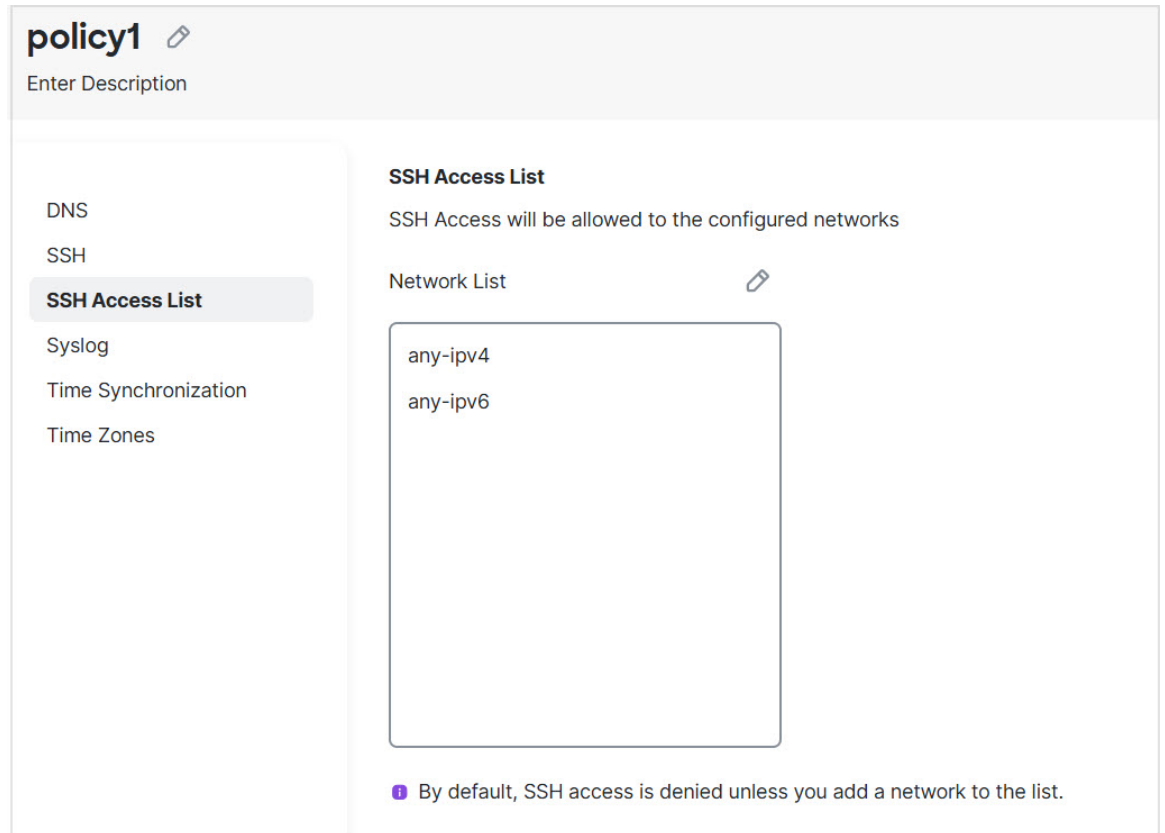 policy1
Enter Description
DNS
SSH
SSH Access List
Syslog
Time Synchronization
Time Zones
SSH Access List
SSH Access will be allowed to the configured networks
Network List
any-ipv4
any-ipv6
By default, SSH access is denied unless you add a network to the list.